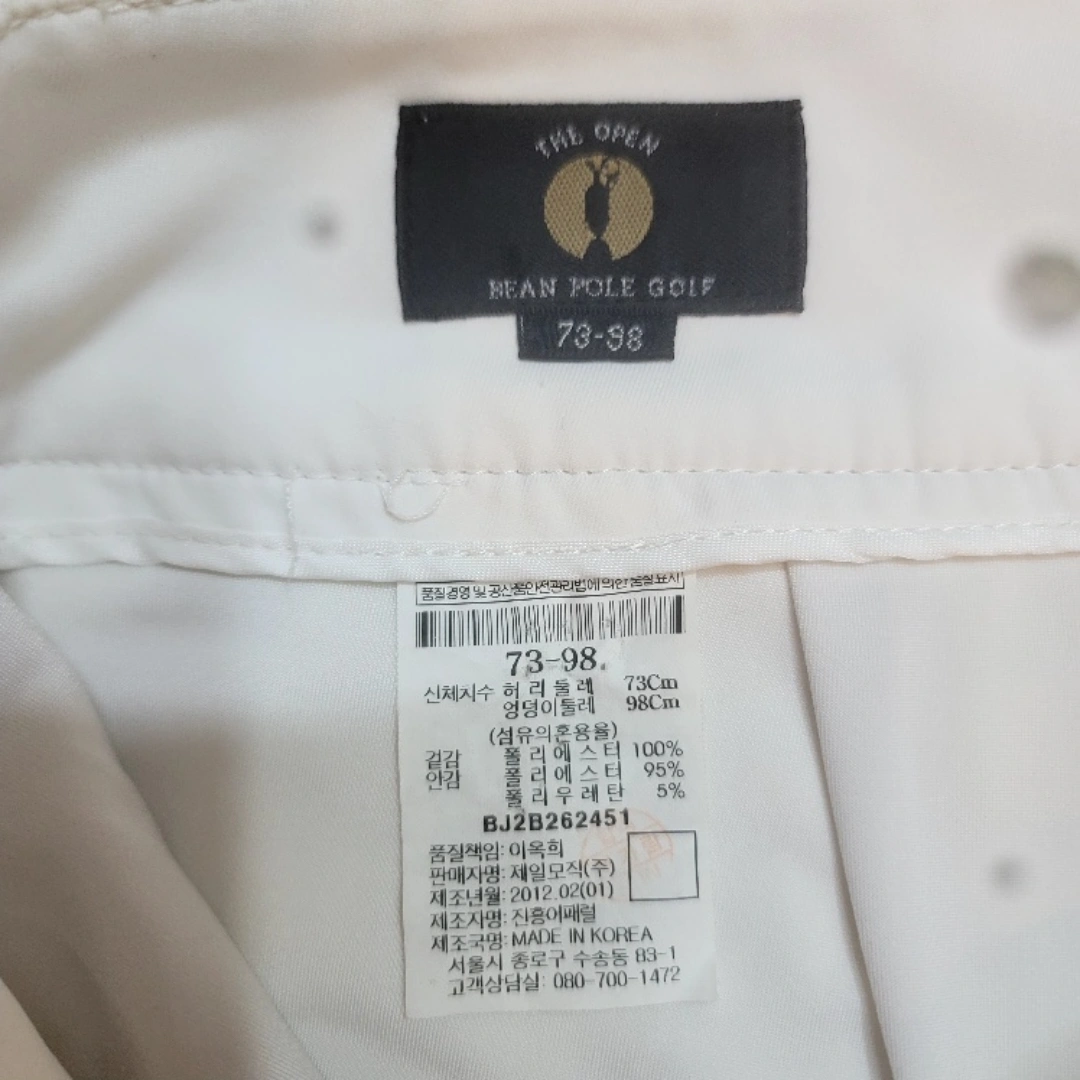 THE OPEN
BEAN POLE GOLF
73-98
품질경영 및 공산품안전관리법에 의한 품질표시
73-98.
신체치수 허 리 둘 레 73Cm
엉덩이둘레 98Cm
(섬유의혼용율)
겉감 폴 리 에 스 터 100%
안감 폴 리 에 스 터 95%
폴 리 우 레 탄 5%
BJ2B262451
품질책임: 이옥희
판매자명: 제일모직(주)
제조년월: 2012.02(01)
제조자명: 진흥어패럴
제조국명: MADE IN KOREA
서울시 종로구 수송동 83-1
고객상담실: 080-700-1472